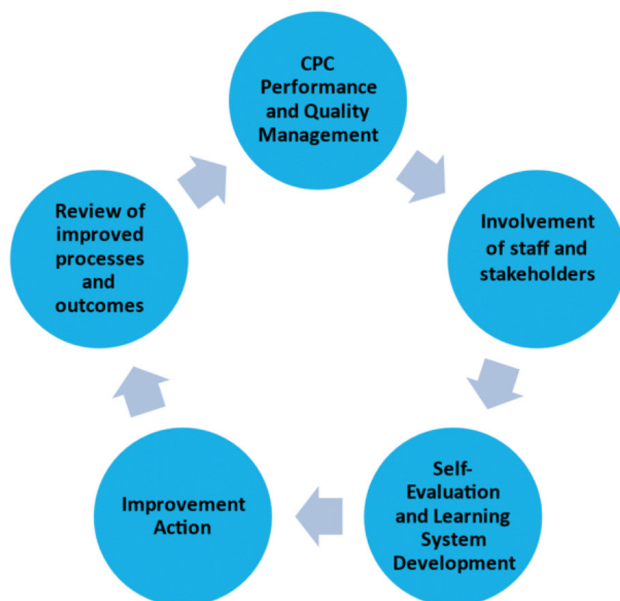 CPC
Performance
and Quality
Management
Involvement
of staff and
stakeholders
Self-
Evaluation
and Learning
System
Development
Improvement
Action
Review of
improved
processes
and
outcomes